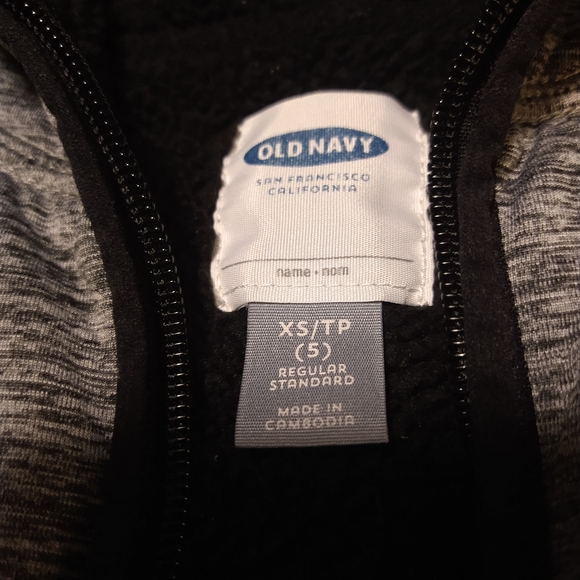 OLD NAVY
SAN FRANCISCO
CALIFORNIA
name • nom
XS/TP
(5)
REGULAR
STANDARD
MADE IN
CAMBODIA